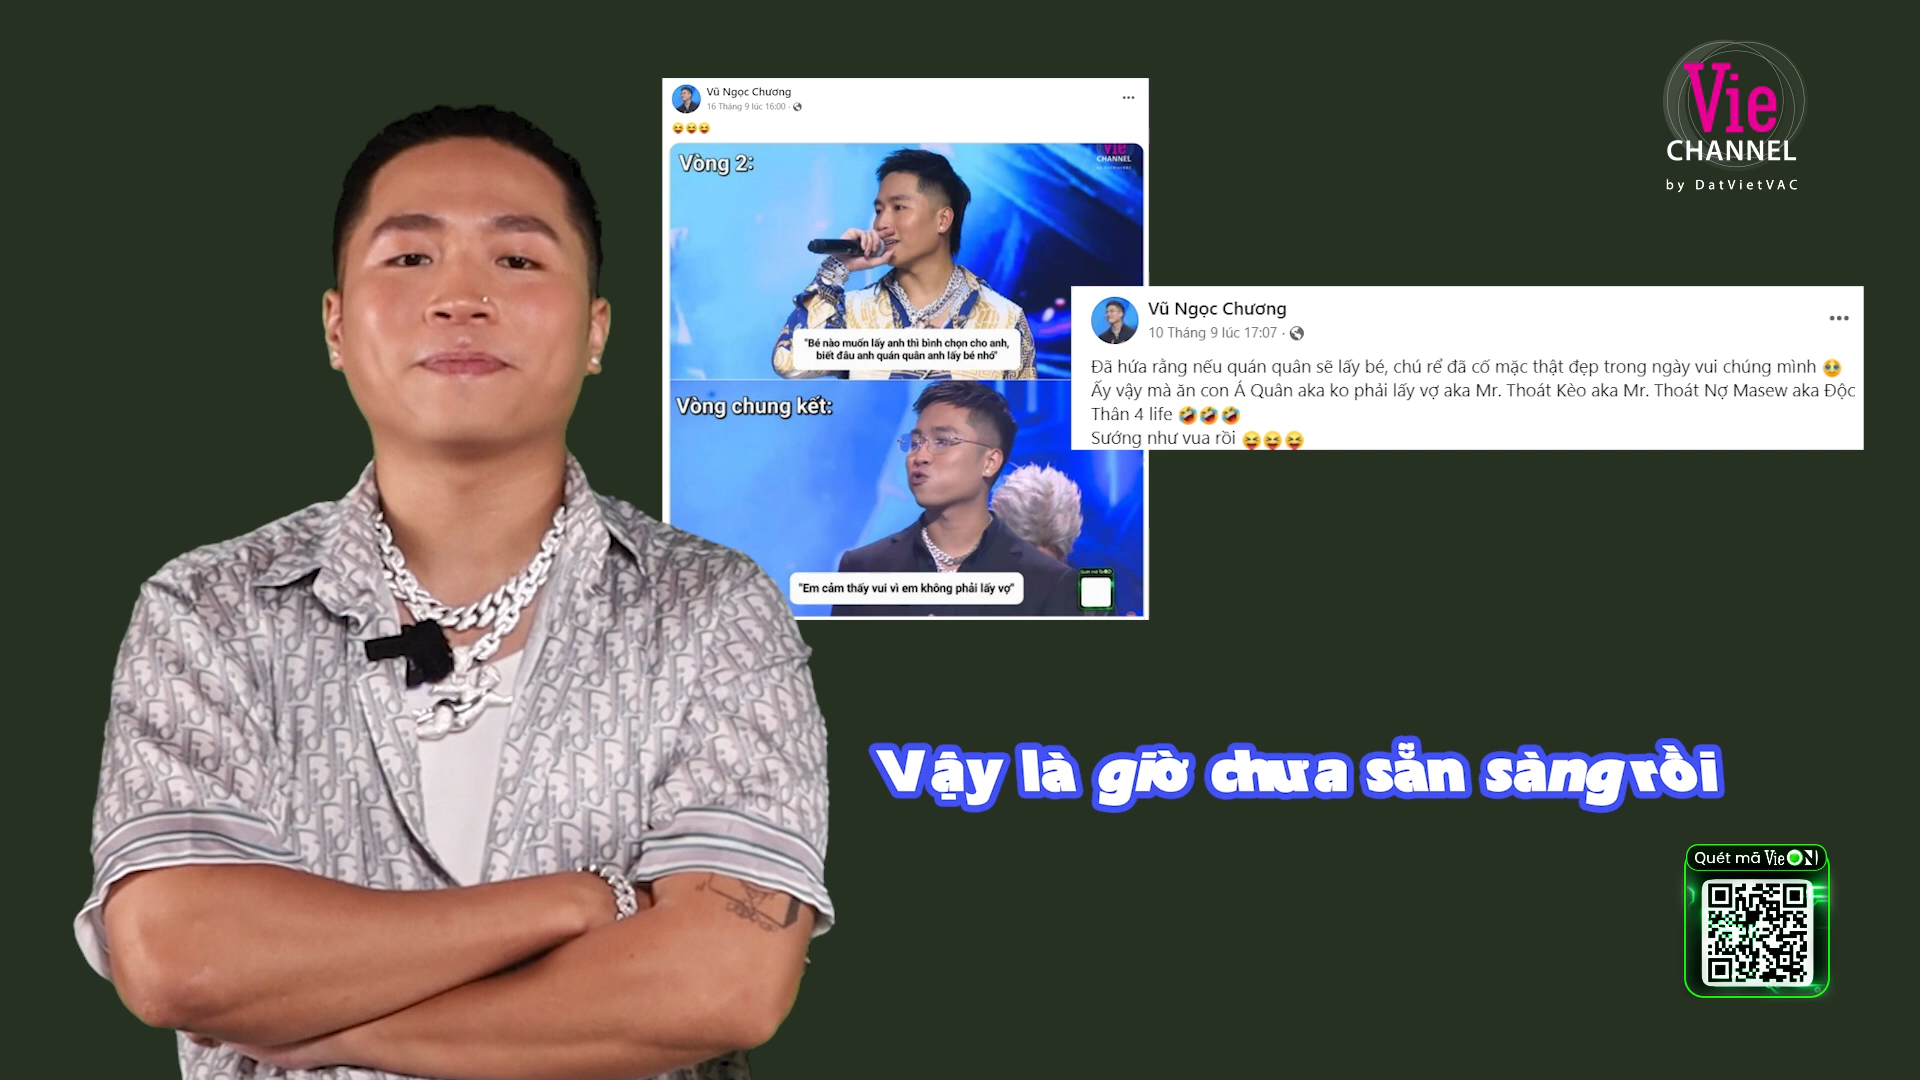 Vũ Ngọc Chương
16 Tháng 9 lúc 16:00 ·
Vòng 2:
Vie
CHANNEL
"Bé nào muốn lấy anh thì bình chọn cho anh,
biết đâu anh quán quân anh lấy bé nhó"
Vòng chung kết:
"Em cảm thấy vui vì em không phải lấy vợ"
Vie
CHANNEL
by DatVietVAC
Vũ Ngọc Chương
10 Tháng 9 lúc 17:07 ·
Đã hứa rằng nếu quán quân sẽ lấy bé, chú rể đã cố mặc thật đẹp trong ngày vui chúng mình 🥹
Ấy vậy mà ăn con Á Quân aka ko phải lấy vợ aka Mr. Thoát Kèo aka Mr. Thoát Nợ Masew aka Độc
Thân 4 life 🤣🤣🤣
Sướng như vua rồi 😝😝😝
Vậy là giờ chưa sẵn sàng rồi
Quét mã VieON